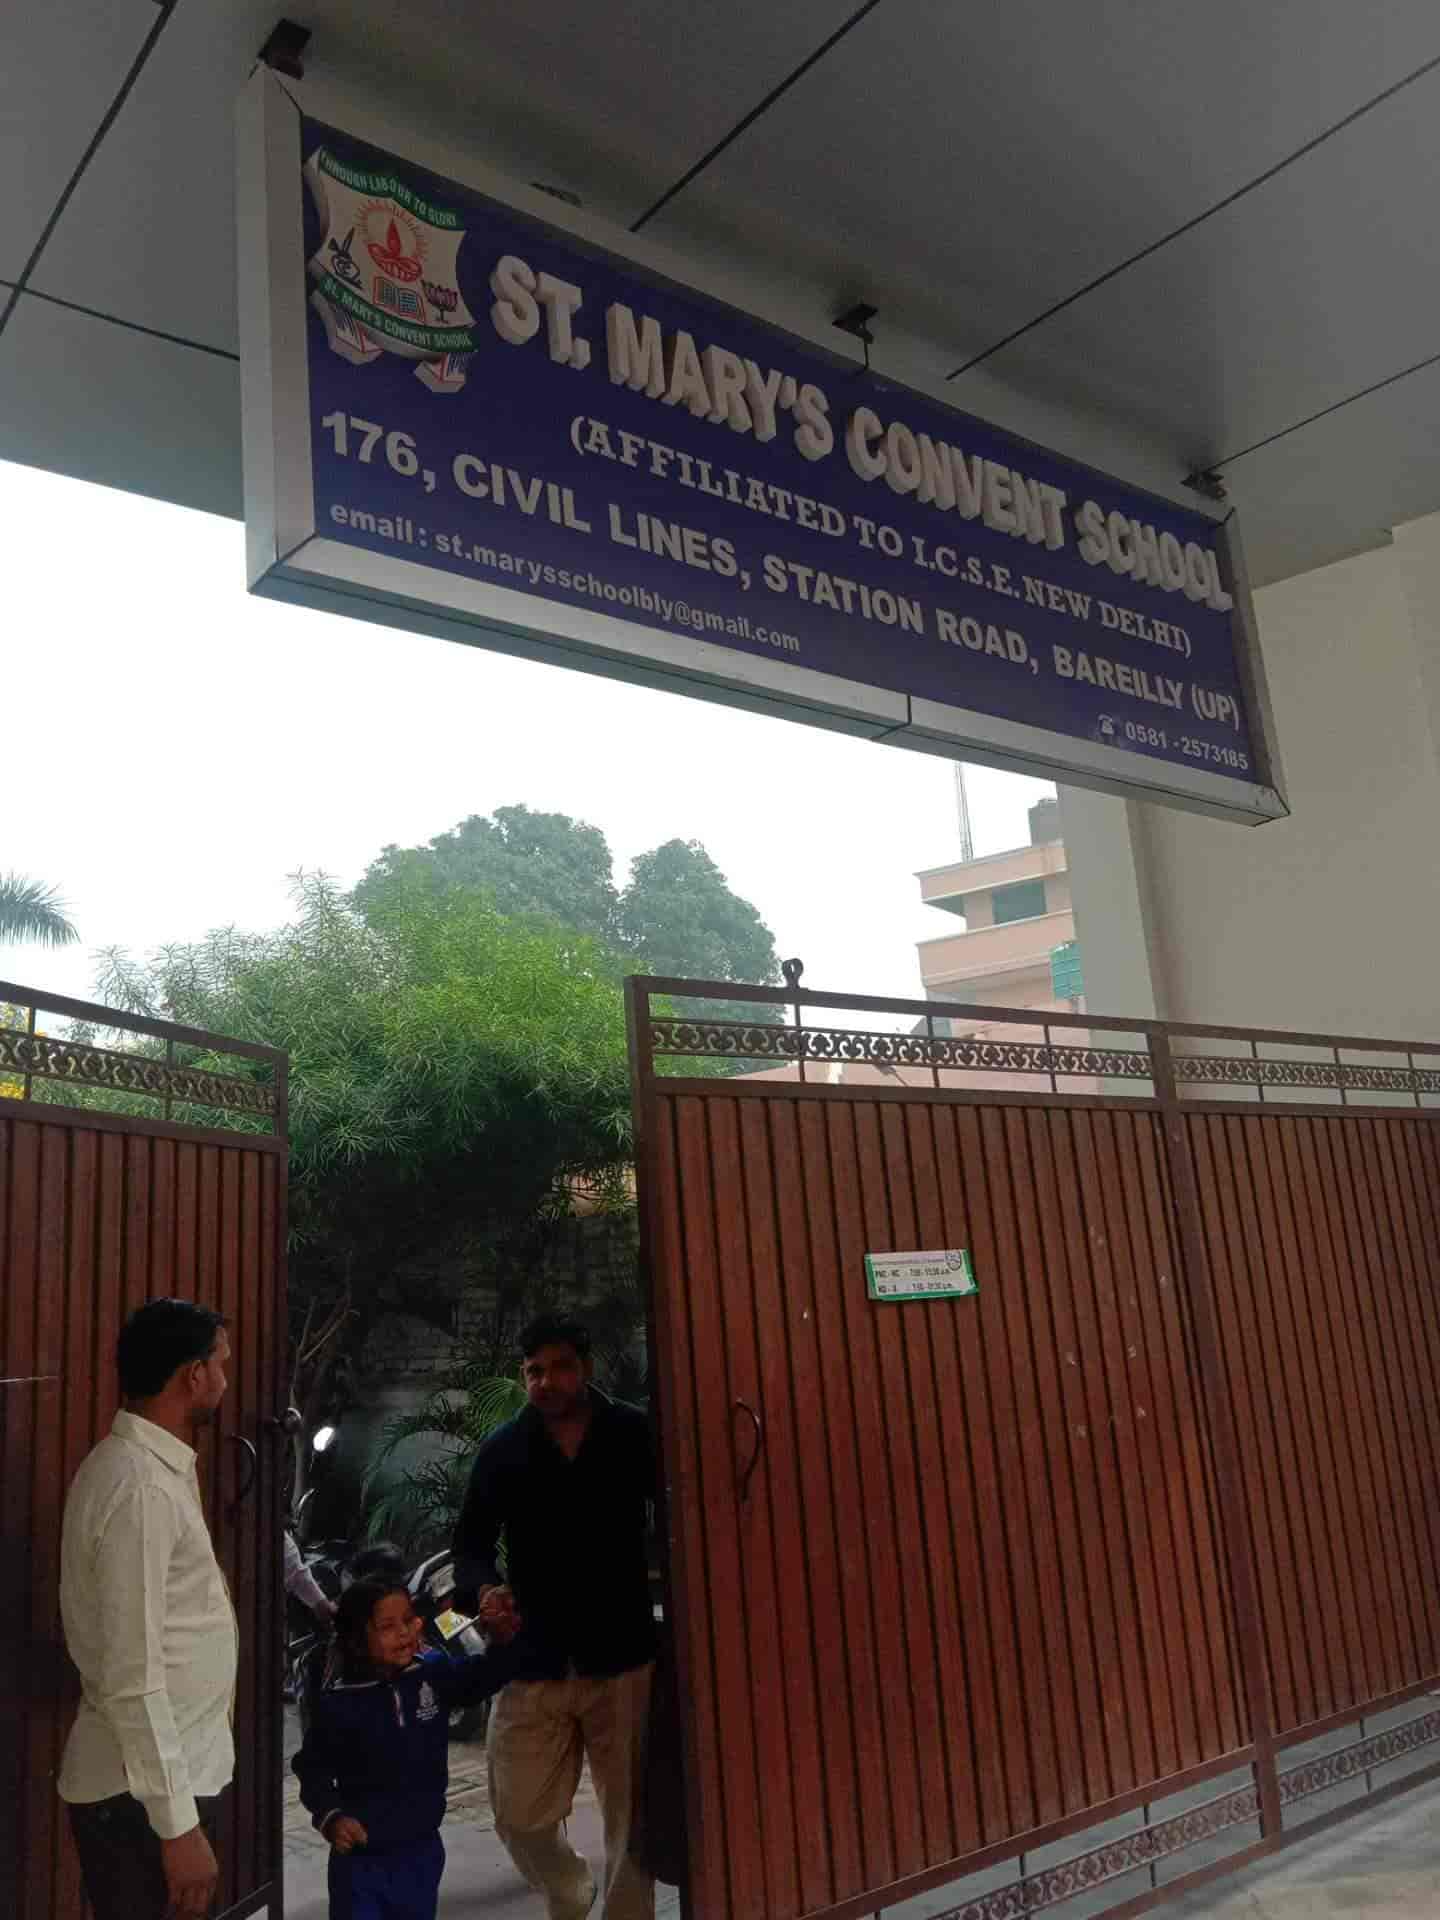 THROUGH LABOUR TO GLORY
ST. MARY'S CONVENT SCHOOL
ST. MARY'S CONVENT SCHOOL
(AFFILIATED TO I.C.S.E. NEW DELHI)
176, CIVIL LINES, STATION ROAD, BAREILLY (UP)
email : st.marysschoolbly@gmail.com
☎ 0581 - 2573185